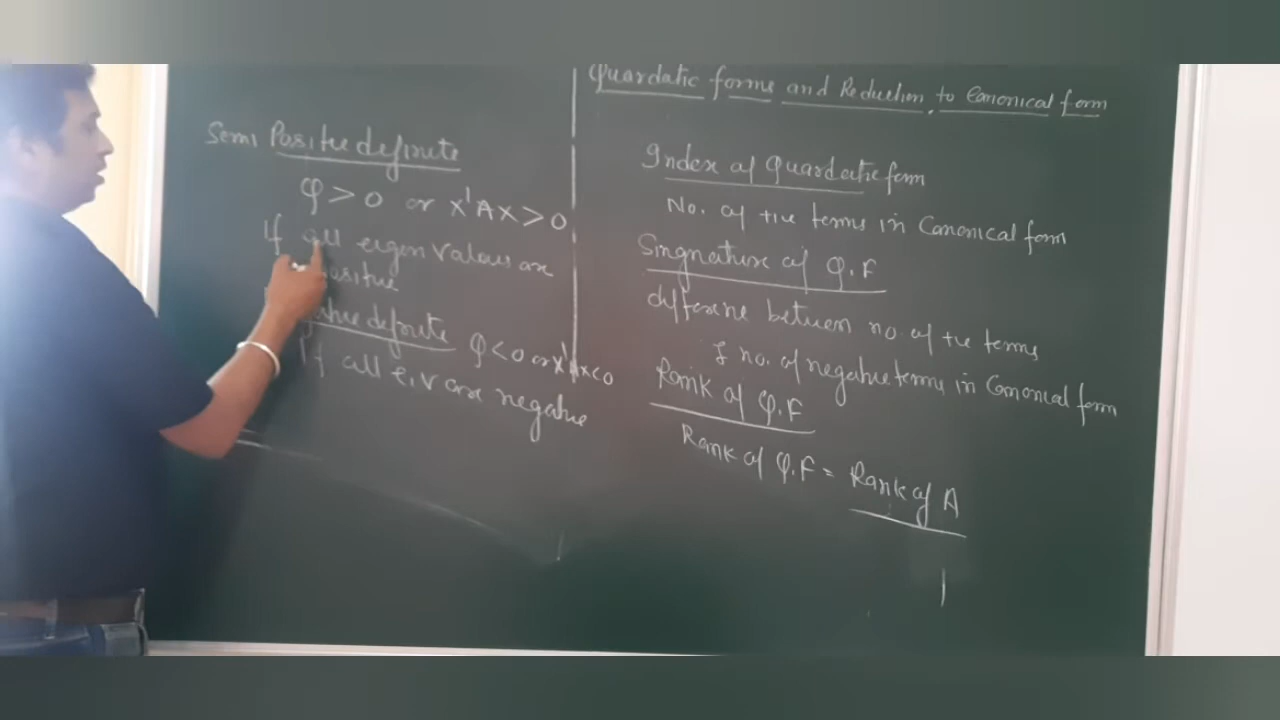 Semi Positive definite
Q > 0 or X'AX > 0
If all eigen Values are
Q < 0 or X'AX < 0
If all E.V are negative
Quardatic forms and Reduction to Canonical form
Index of Quardatic form
No. of +ive terms in Canonical form
Singnature of Q.F
difference between no. of +ve terms
& no. of negative terms in Canonical form
Rank of Q.F
Rank of Q.F = Rank of A